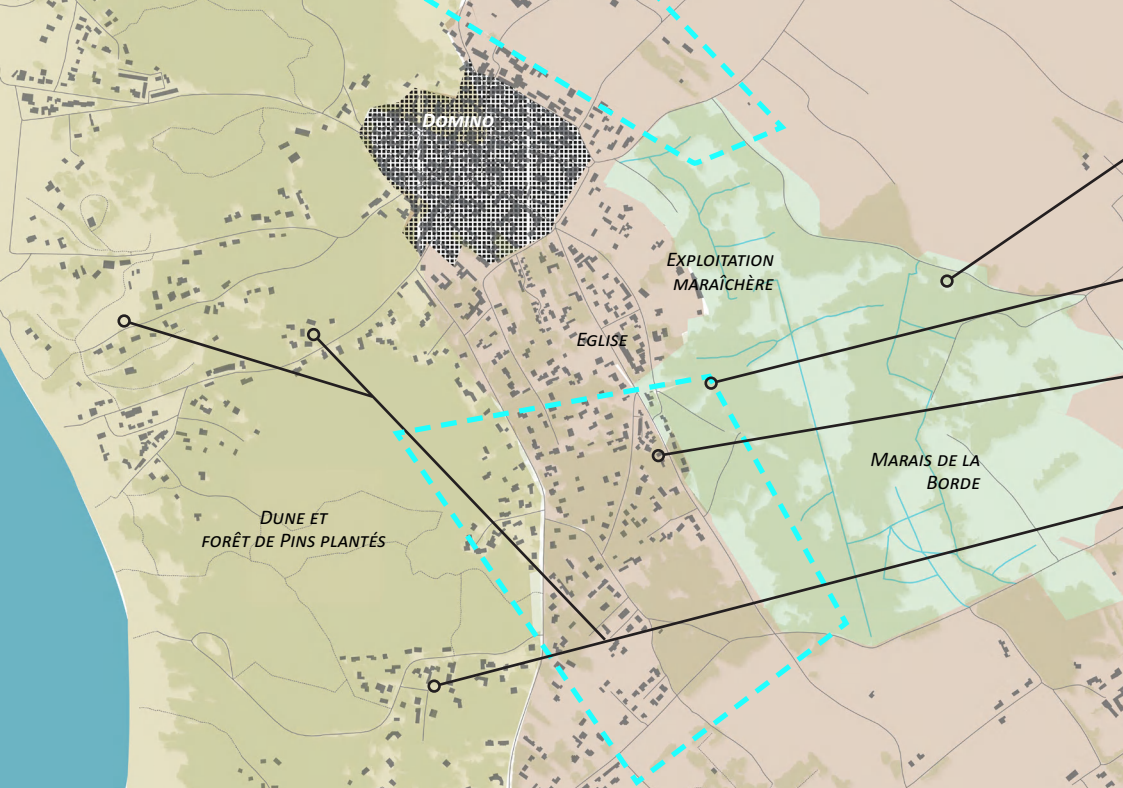 DOMINO
EXPLOITATION
MARAÎCHÈRE
EGLISE
MARAIS DE LA
BORDE
DUNE ET
FORÊT DE PINS PLANTÉS